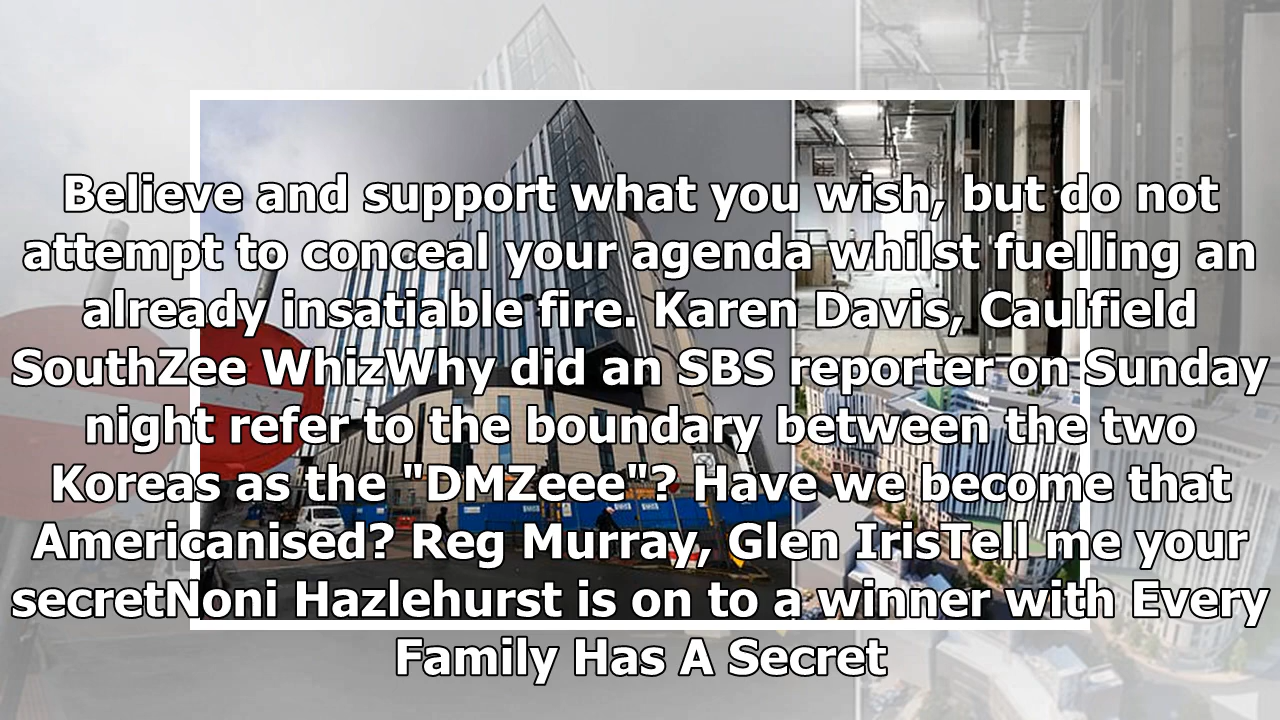 Believe and support what you wish, but do not
attempt to conceal your agenda whilst fuelling an
already insatiable fire. Karen Davis, Caulfield
SouthZee WhizWhy did an SBS reporter on Sunday
night refer to the boundary between the two
Koreas as the "DMZeee"? Have we become that
Americanised? Reg Murray, Glen IrisTell me your
secretNoni Hazlehurst is on to a winner with Every
Family Has A Secret